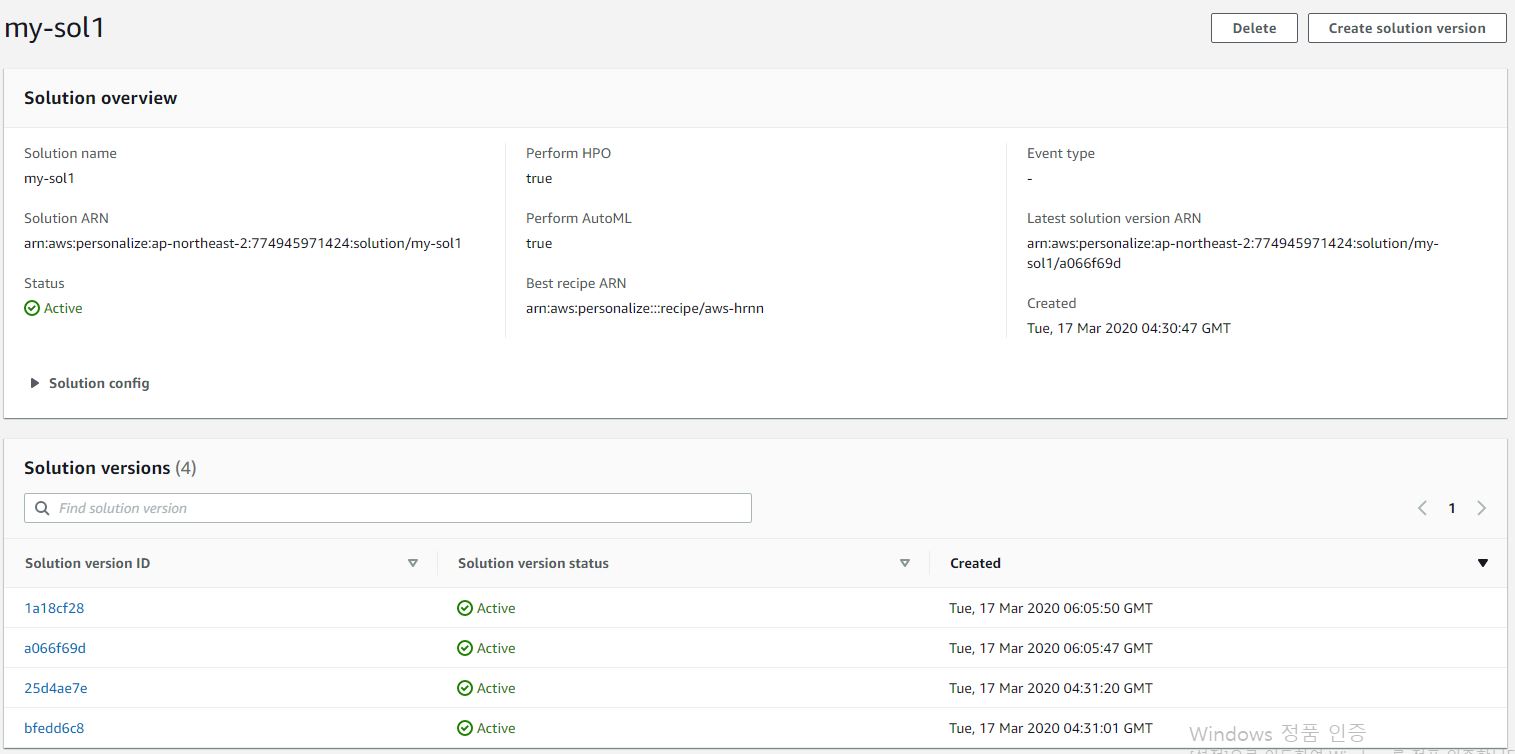 my-sol1
Delete
Create solution version
Solution overview
Solution name
my-sol1
Solution ARN
arn:aws:personalize:ap-northeast-2:774945971424:solution/my-sol1
Status
Active
Perform HPO
true
Perform AutoML
true
Best recipe ARN
arn:aws:personalize:::recipe/aws-hrnn
Event type
-
Latest solution version ARN
arn:aws:personalize:ap-northeast-2:774945971424:solution/my-
sol1/a066f69d
Created
Tue, 17 Mar 2020 04:30:47 GMT
Solution config
Solution versions (4)
Find solution version
1
Solution version ID Solution version status Created
1a18cf28 Active Tue, 17 Mar 2020 06:05:50 GMT
a066f69d Active Tue, 17 Mar 2020 06:05:47 GMT
25d4ae7e Active Tue, 17 Mar 2020 04:31:20 GMT
bfedd6c8 Active Tue, 17 Mar 2020 04:31:01 GMT
Windows 정품 인증